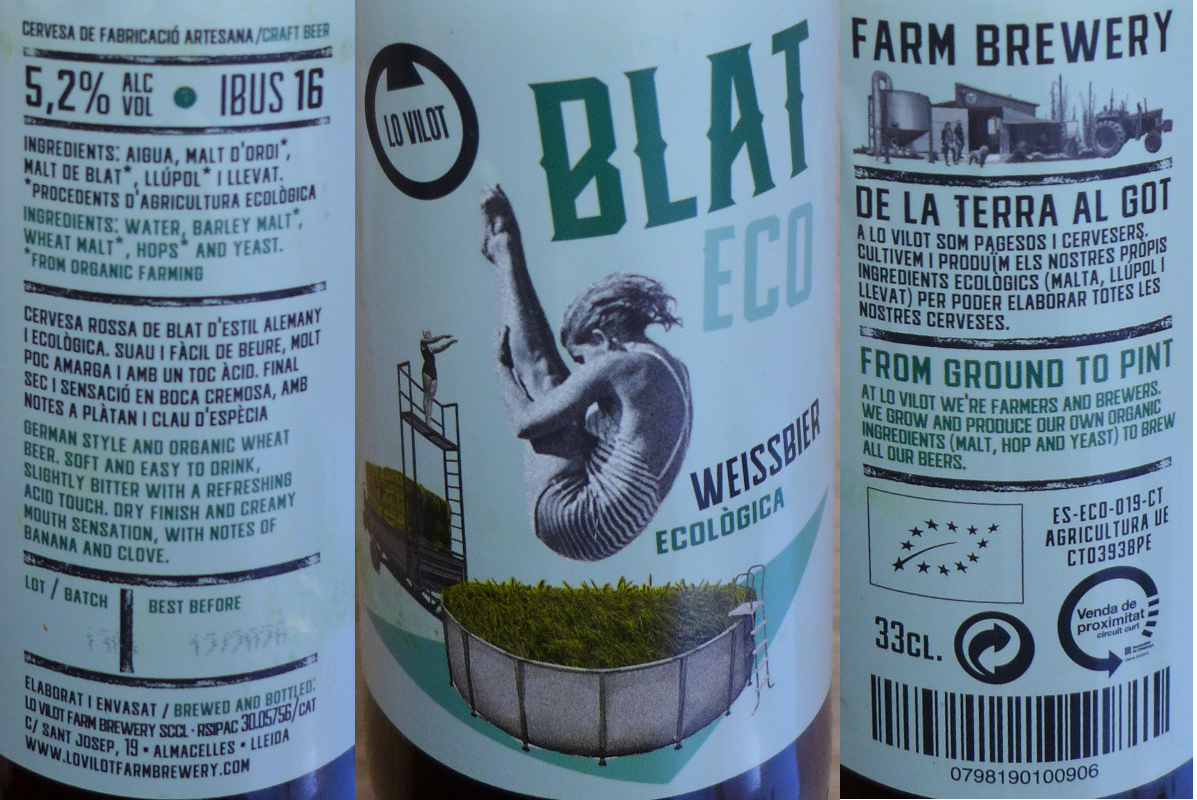 CERVESA DE FABRICACIÓ ARTESANA/CRAFT BEER
5,2% ALC VOL • IBUS 16
INGREDIENTS: AIGUA, MALT D'ORDI*,
MALT DE BLAT*, LLÚPOL* I LLEVAT.
*PROCEDENTS D'AGRICULTURA ECOLÒGICA
INGREDIENTS: WATER, BARLEY MALT*,
WHEAT MALT*, HOPS* AND YEAST.
*FROM ORGANIC FARMING
CERVESA ROSSA DE BLAT D'ESTIL ALEMANY
I ECOLÒGICA. SUAU I FÀCIL DE BEURE, MOLT
POC AMARGA I AMB UN TOC ÀCID. FINAL
SEC I SENSACIÓ EN BOCA CREMOSA, AMB
NOTES A PLÀTAN I CLAU D'ESPÈCIA
GERMAN STYLE AND ORGANIC WHEAT
BEER. SOFT AND EASY TO DRINK,
SLIGHTLY BITTER WITH A REFRESHING
ACID TOUCH. DRY FINISH AND CREAMY
MOUTH SENSATION, WITH NOTES OF
BANANA AND CLOVE.
LOT / BATCH
BEST BEFORE
ELABORAT I ENVASAT / BREWED AND BOTTLED:
LO VILOT FARM BREWERY SCCL · RSIPAC 30.05756/CAT
C/ SANT JOSEP, 19 • ALMACELLES • LLEIDA
WWW.LOVILOTFARMBREWERY.COM
LO VILOT
BLAT
ECO
WEISSBIER
ECOLÒGICA
FARM BREWERY
DE LA TERRA AL GOT
A LO VILOT SOM PAGESOS I CERVESERS.
CULTIVEM I PRODUÏM ELS NOSTRES PRÒPIS
INGREDIENTS ECOLÒGICS (MALTA, LLÚPOL I
LLEVAT) PER PODER ELABORAR TOTES LES
NOSTRES CERVESES.
FROM GROUND TO PINT
AT LO VILOT WE'RE FARMERS AND BREWERS.
WE GROW AND PRODUCE OUR OWN ORGANIC
INGREDIENTS (MALT, HOP AND YEAST) TO BREW
ALL OUR BEERS.
ES-ECO-019-CT
AGRICULTURA UE
CT03938PE
33CL.
Venda de
proximitat
circuit curt
0798190100906